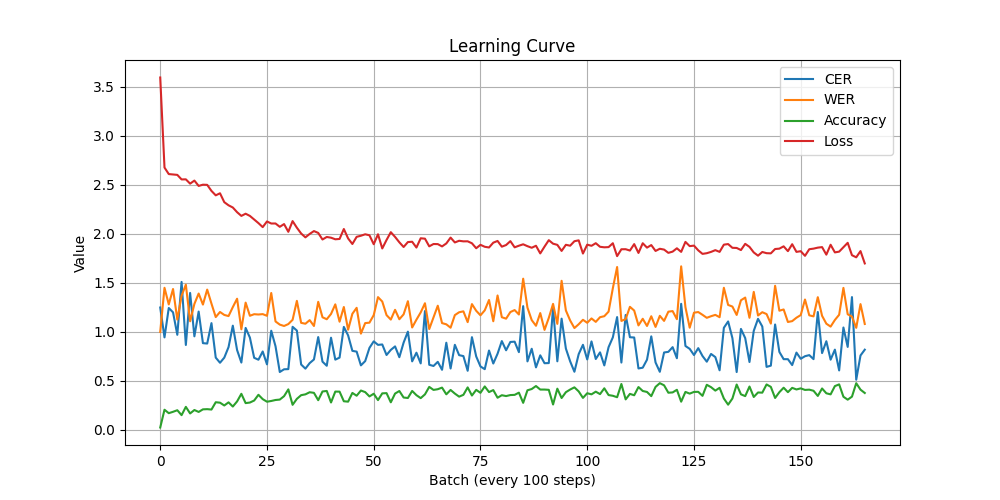 Learning Curve
CER
WER
Accuracy
Loss
Value
3.5
3.0
2.5
2.0
1.5
1.0
0.5
0.0
0 25 50 75 100 125 150
Batch (every 100 steps)